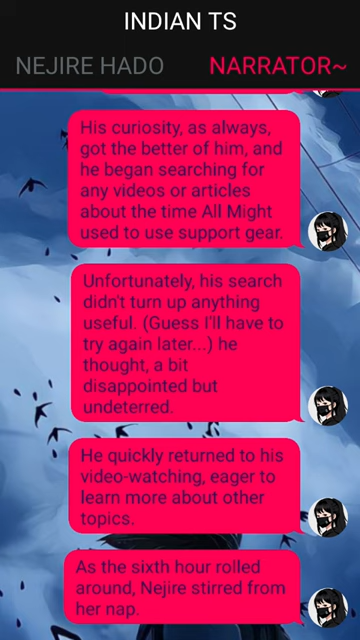 INDIAN TS
NEJIRE HADO
NARRATOR~
His curiosity, as always,
got the better of him, and
he began searching for
any videos or articles
about the time All Might
used to use support gear.
Unfortunately, his search
didn't turn up anything
useful. (Guess I'll have to
try again later...) he
thought, a bit
disappointed but
undeterred.
He quickly returned to his
video-watching, eager to
learn more about other
topics.
As the sixth hour rolled
around, Nejire stirred from
her nap.